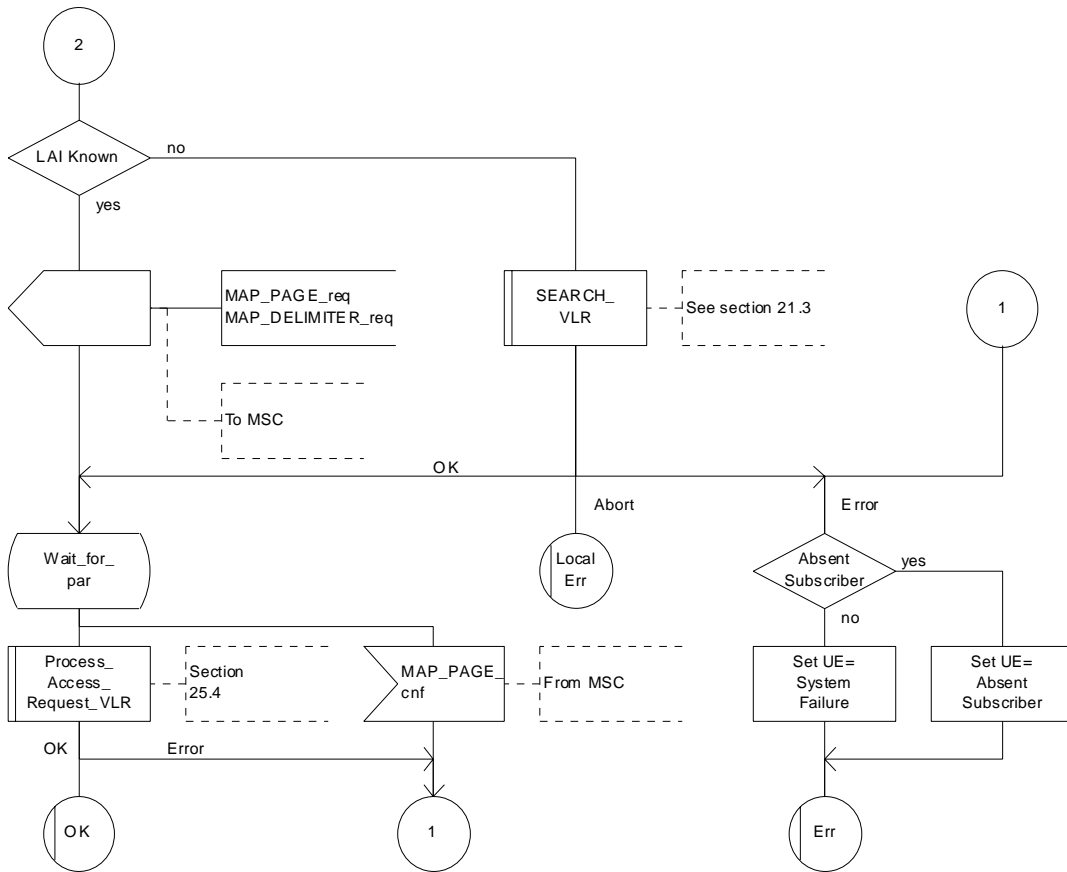 2
LAI Known
no
yes
MAP_PAGE_req
MAP_DELIMITER_req
SEARCH_
VLR
See section 21.3
1
To MSC
OK
Abort
Error
Wait_for_
par
Local
Err
Absent
Subscriber
yes
no
Process_
Access_
Request_VLR
Section
25.4
MAP_PAGE_
cnf
From MSC
Set UE=
System
Failure
Set UE=
Absent
Subscriber
OK
Error
OK
1
Err